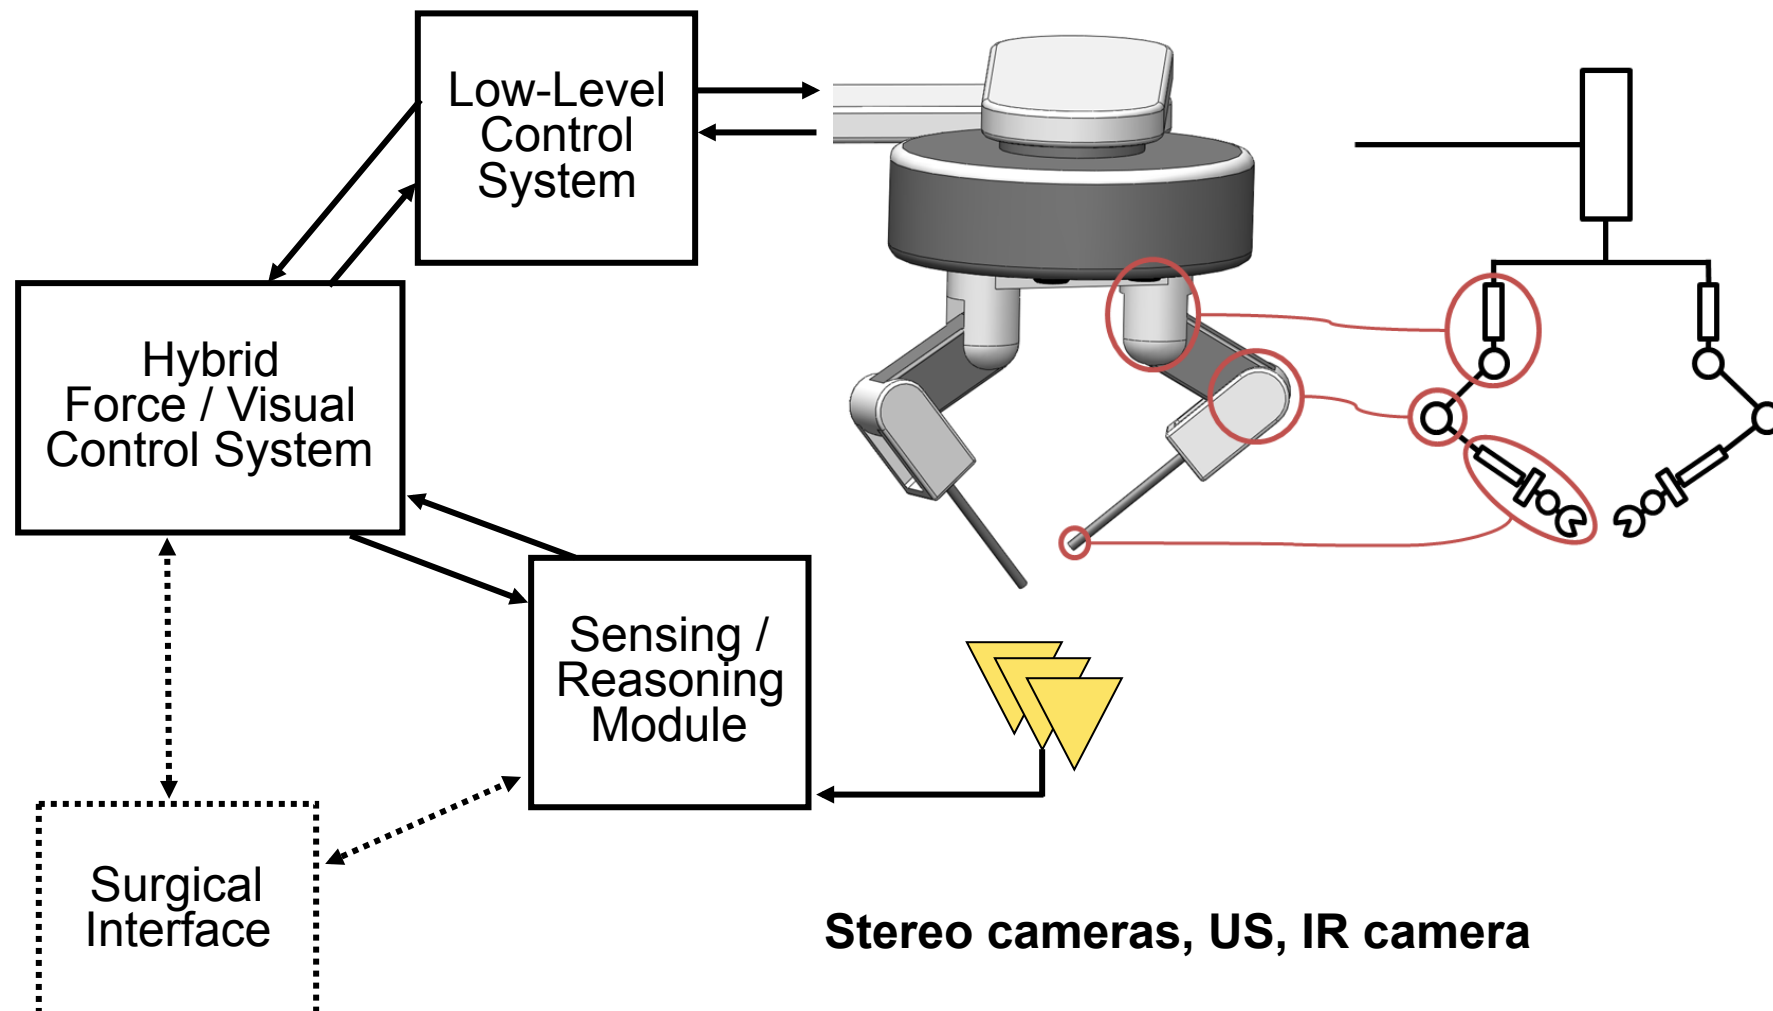 Low-Level
Control
System
Hybrid
Force / Visual
Control System
Sensing /
Reasoning
Module
Surgical
Interface
Stereo cameras, US, IR camera